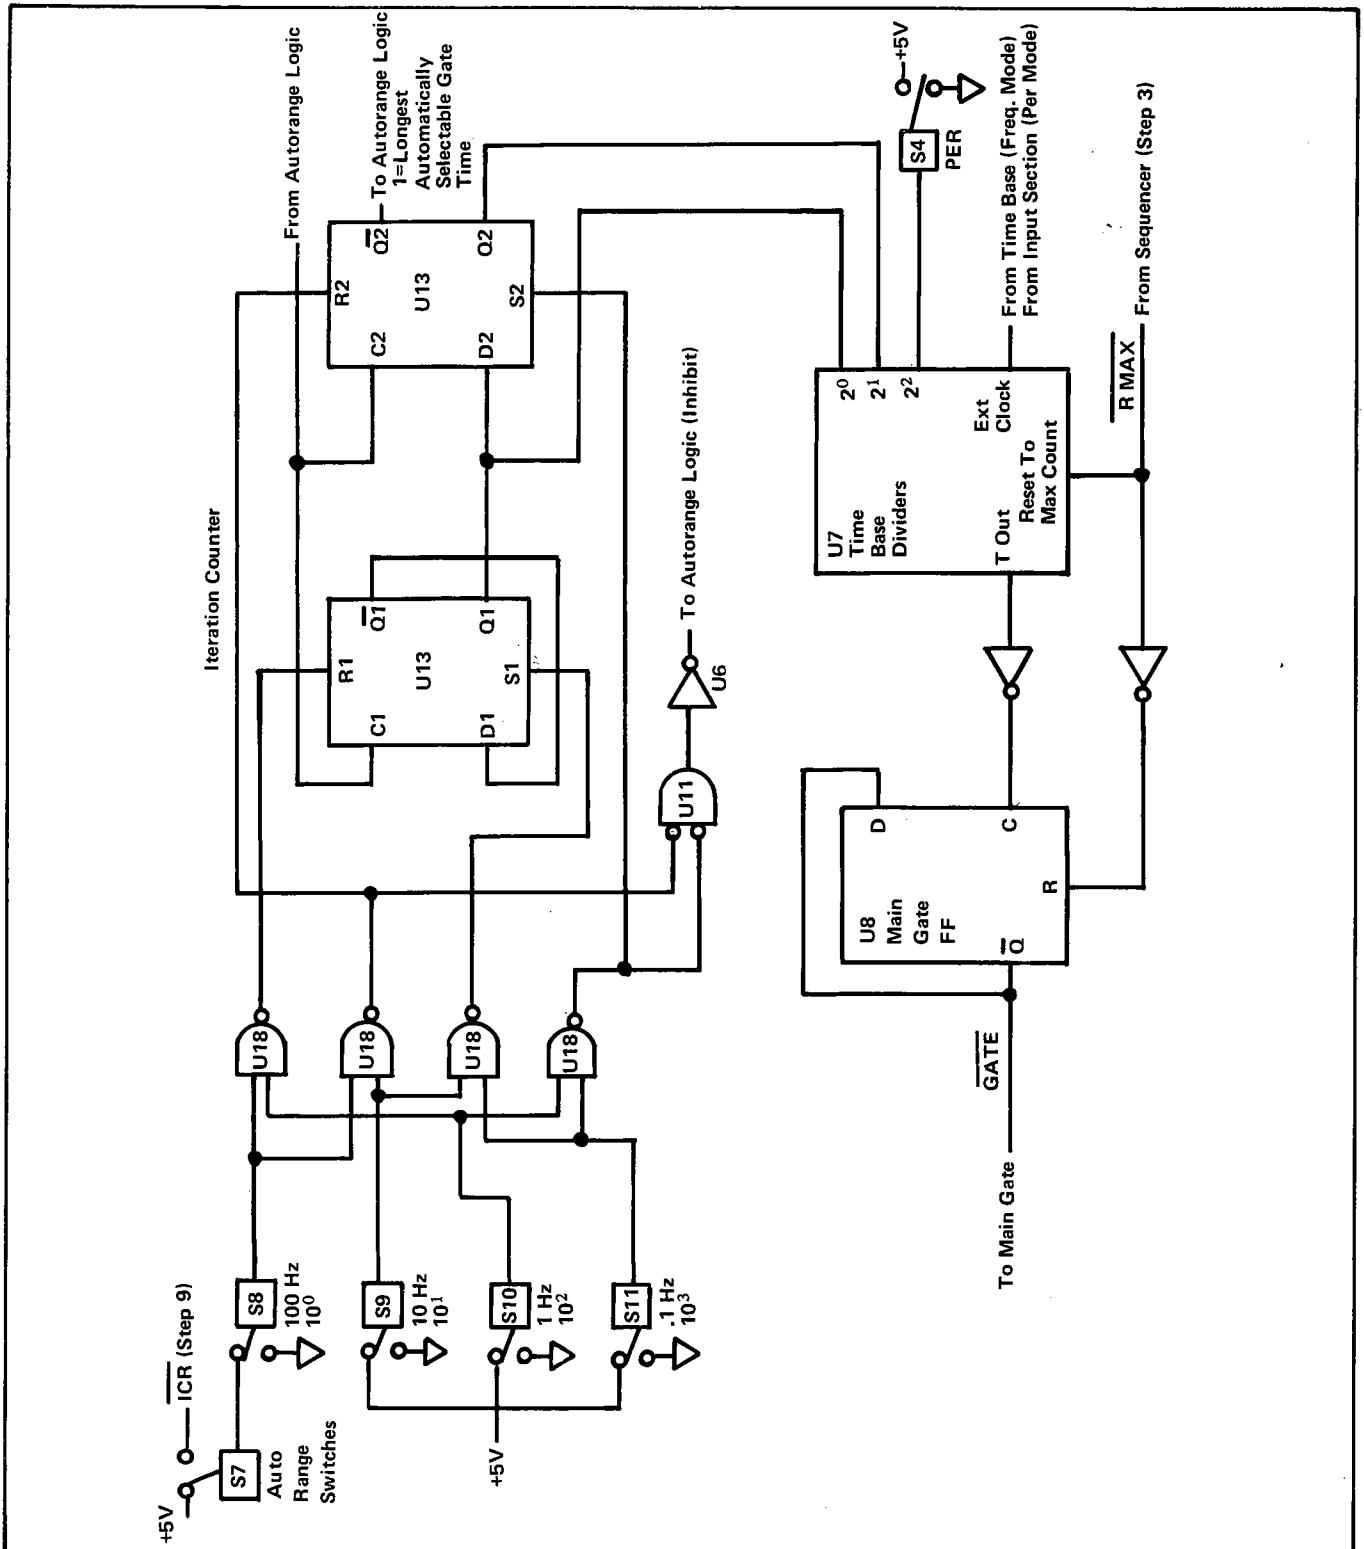 +5V
ICR (Step 9)
S7
Auto
Range
Switches
S8
100 Hz
10⁰
S9
10 Hz
10¹
+5V
S10
1 Hz
10²
S11
.1 Hz
10³
U18
U18
U18
U18
Iteration Counter
R1
Q1
U13
C1
D1
Q1
S1
From Autorange Logic
R2
Q2
U13
C2
D2
Q2
S2
To Autorange Logic
1=Longest
Automatically
Selectable Gate
Time
U11
U6
To Autorange Logic (Inhibit)
+5V
S4
PER
U7
Time
Base
Dividers
2⁰
2¹
2²
Ext
Clock
T Out
Reset To
Max Count
From Time Base (Freq. Mode)
From Input Section (Per Mode)
R MAX
From Sequencer (Step 3)
U8
Main
Gate
FF
D
C
R
Q
GATE
To Main Gate